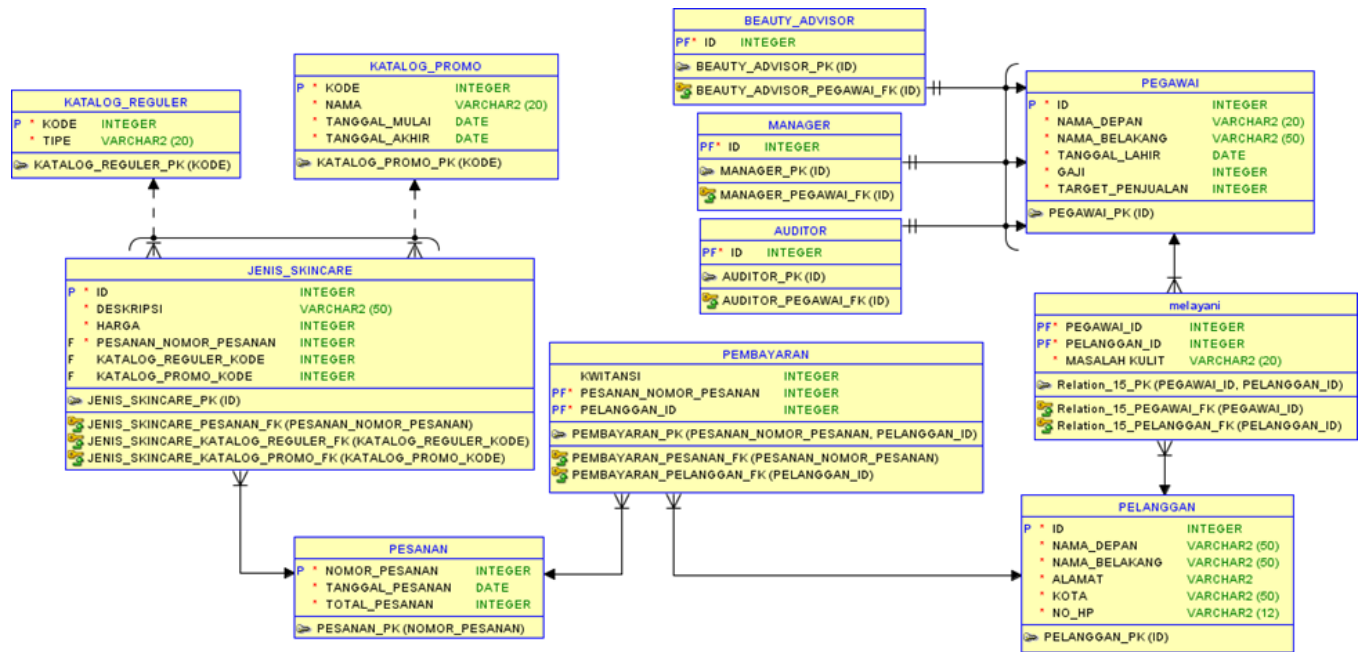 BEAUTY_ADVISOR
PF* ID INTEGER
BEAUTY_ADVISOR_PK (ID)
BEAUTY_ADVISOR_PEGAWAI_FK (ID)
KATALOG_PROMO
P * KODE INTEGER
* NAMA VARCHAR2 (20)
* TANGGAL_MULAI DATE
* TANGGAL_AKHIR DATE
KATALOG_PROMO_PK (KODE)
KATALOG_REGULER
P * KODE INTEGER
* TIPE VARCHAR2 (20)
KATALOG_REGULER_PK (KODE)
PEGAWAI
P * ID INTEGER
* NAMA_DEPAN VARCHAR2 (20)
* NAMA_BELAKANG VARCHAR2 (50)
* TANGGAL_LAHIR DATE
* GAJI INTEGER
* TARGET_PENJUALAN INTEGER
PEGAWAI_PK (ID)
MANAGER
PF* ID INTEGER
MANAGER_PK (ID)
MANAGER_PEGAWAI_FK (ID)
AUDITOR
PF* ID INTEGER
AUDITOR_PK (ID)
AUDITOR_PEGAWAI_FK (ID)
JENIS_SKINCARE
P * ID INTEGER
* DESKRIPSI VARCHAR2 (50)
* HARGA INTEGER
F * PESANAN_NOMOR_PESANAN INTEGER
F KATALOG_REGULER_KODE INTEGER
F KATALOG_PROMO_KODE INTEGER
JENIS_SKINCARE_PK (ID)
JENIS_SKINCARE_PESANAN_FK (PESANAN_NOMOR_PESANAN)
JENIS_SKINCARE_KATALOG_REGULER_FK (KATALOG_REGULER_KODE)
JENIS_SKINCARE_KATALOG_PROMO_FK (KATALOG_PROMO_KODE)
melayani
PF* PEGAWAI_ID INTEGER
PF* PELANGGAN_ID INTEGER
* MASALAH KULIT VARCHAR2 (20)
Relation_15_PK (PEGAWAI_ID, PELANGGAN_ID)
Relation_15_PEGAWAI_FK (PEGAWAI_ID)
Relation_15_PELANGGAN_FK (PELANGGAN_ID)
PEMBAYARAN
KWITANSI INTEGER
PF* PESANAN_NOMOR_PESANAN INTEGER
PF* PELANGGAN_ID INTEGER
PEMBAYARAN_PK (PESANAN_NOMOR_PESANAN, PELANGGAN_ID)
PEMBAYARAN_PESANAN_FK (PESANAN_NOMOR_PESANAN)
PEMBAYARAN_PELANGGAN_FK (PELANGGAN_ID)
PESANAN
P * NOMOR_PESANAN INTEGER
* TANGGAL_PESANAN DATE
* TOTAL_PESANAN INTEGER
PESANAN_PK (NOMOR_PESANAN)
PELANGGAN
P * ID INTEGER
* NAMA_DEPAN VARCHAR2 (50)
* NAMA_BELAKANG VARCHAR2 (50)
* ALAMAT VARCHAR2
* KOTA VARCHAR2 (50)
* NO_HP VARCHAR2 (12)
PELANGGAN_PK (ID)